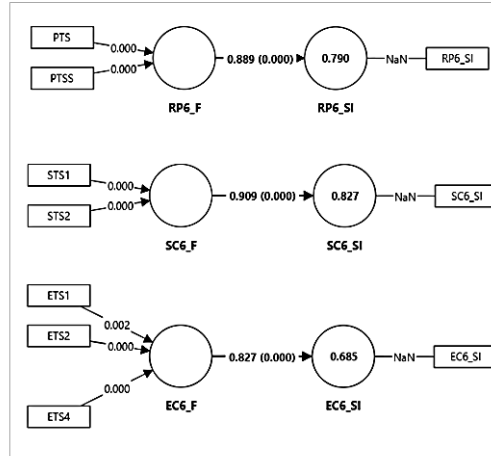 PTS
0.000
PTSS
0.000
0.889 (0.000)
0.790
NaN
RP6_SI
RP6_F
RP6_SI
STS1
0.000
STS2
0.000
0.909 (0.000)
0.827
NaN
SC6_SI
SC6_F
SC6_SI
ETS1
0.002
ETS2
0.000
0.827 (0.000)
0.685
NaN
EC6_SI
0.000
ETS4
EC6_F
EC6_SI